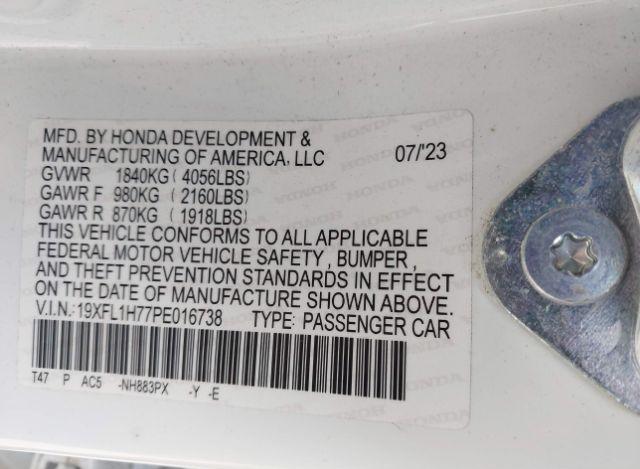 MFD. BY HONDA DEVELOPMENT &
MANUFACTURING OF AMERICA, LLC 07/'23
GVWR 1840KG ( 4056LBS)
GAWR F 980KG ( 2160LBS)
GAWR R 870KG ( 1918LBS)
THIS VEHICLE CONFORMS TO ALL APPLICABLE
FEDERAL MOTOR VEHICLE SAFETY, BUMPER,
AND THEFT PREVENTION STANDARDS IN EFFECT
ON THE DATE OF MANUFACTURE SHOWN ABOVE.
V.I.N.:19XFL1H77PE016738 TYPE: PASSENGER CAR
T47 P AC5 -NH883PX -Y -E